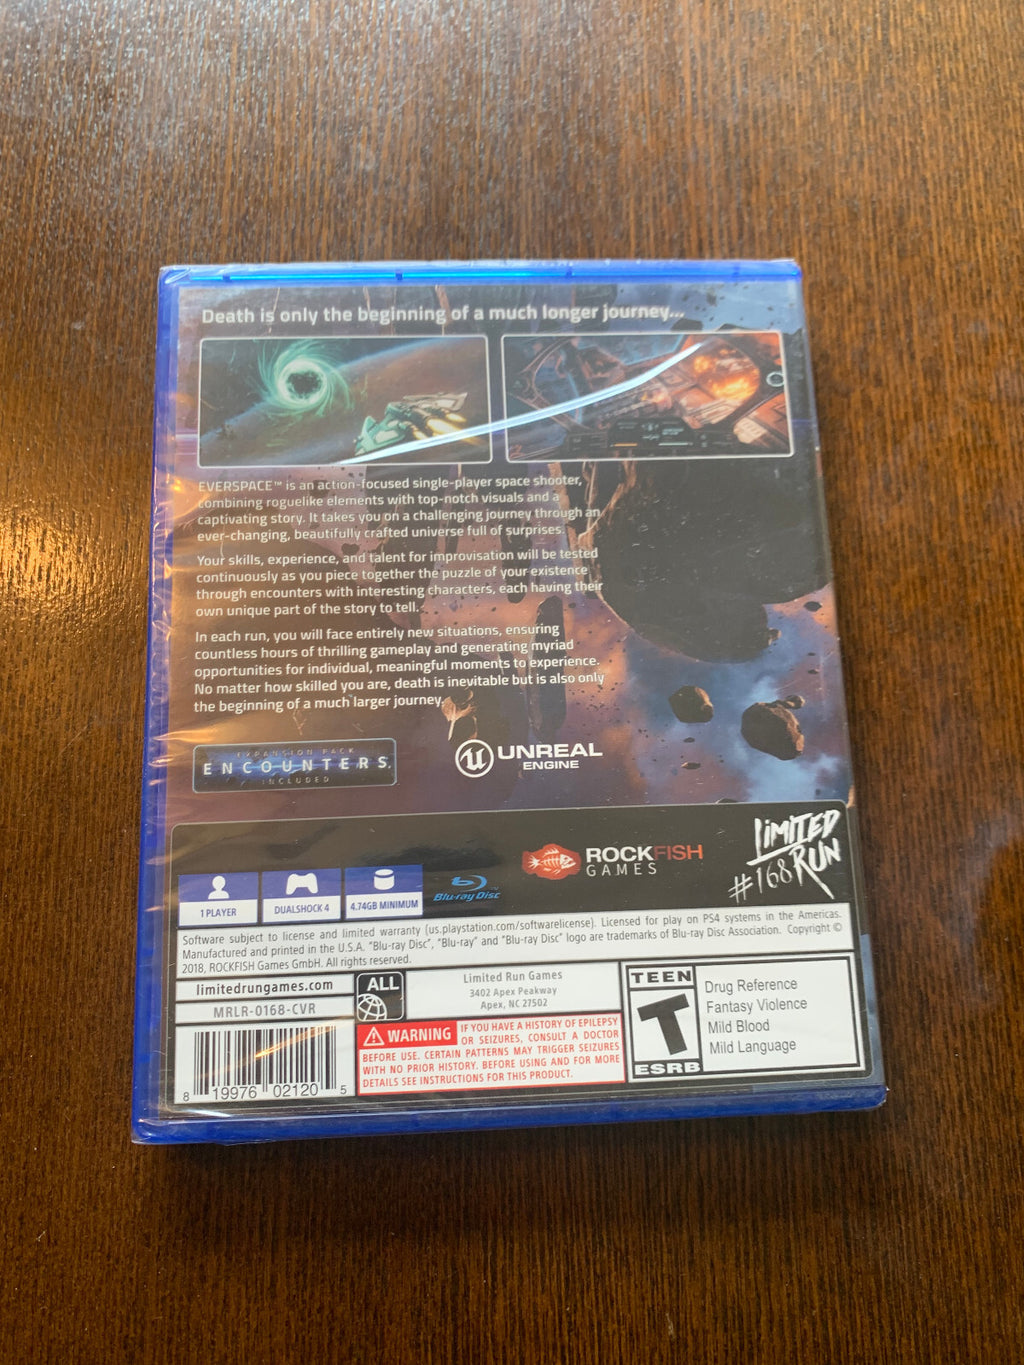 Death is only the beginning of a much longer journey...
EVERSPACE™ is an action-focused single-player space shooter,
combining roguelike elements with top-notch visuals and a
captivating story. It takes you on a challenging journey through an
ever-changing, beautifully crafted universe full of surprises.
Your skills, experience, and talent for improvisation will be tested
continuously as you piece together the puzzle of your existence
through encounters with interesting characters, each having their
own unique part of the story to tell.
In each run, you will face entirely new situations, ensuring
countless hours of thrilling gameplay and generating myriad
opportunities for individual, meaningful moments to experience.
No matter how skilled you are, death is inevitable but is also only
the beginning of a much larger journey.
EXPANSION PACK
ENCOUNTERS
INCLUDED
UNREAL
ENGINE
ROCKFISH
GAMES
LIMITED
RUN
#168
1 PLAYER
DUALSHOCK 4
4.74GB MINIMUM
Blu-ray Disc™
Software subject to license and limited warranty (us.playstation.com/softwarelicense). Licensed for play on PS4 systems in the Americas.
Manufactured and printed in the U.S.A. "Blu-ray Disc", "Blu-ray" and "Blu-ray Disc" logo are trademarks of Blu-ray Disc Association. Copyright ©
2018, ROCKFISH Games GmbH. All rights reserved.
limitedrungames.com
MRLR-0168-CVR
ALL
Limited Run Games
3402 Apex Peakway
Apex, NC 27502
WARNING IF YOU HAVE A HISTORY OF EPILEPSY
OR SEIZURES, CONSULT A DOCTOR
BEFORE USE. CERTAIN PATTERNS MAY TRIGGER SEIZURES
WITH NO PRIOR HISTORY. BEFORE USING AND FOR MORE
DETAILS SEE INSTRUCTIONS FOR THIS PRODUCT.
8 19976 02120 5
TEEN
T
ESRB
Drug Reference
Fantasy Violence
Mild Blood
Mild Language